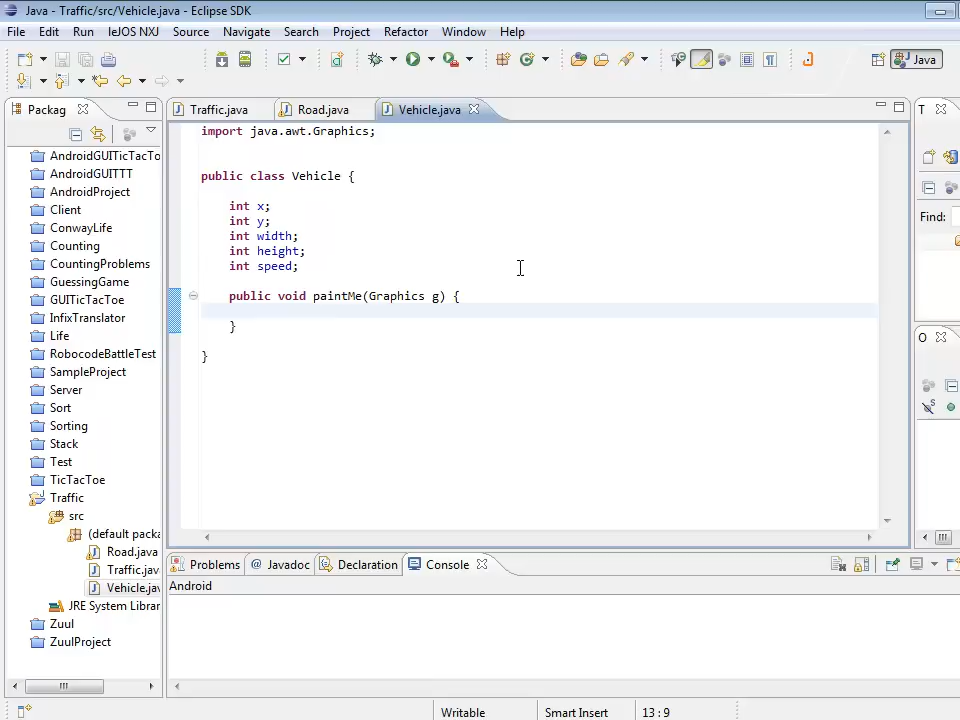 Java - Traffic/src/Vehicle.java - Eclipse SDK
File Edit Run leJOS NXJ Source Navigate Search Project Refactor Window Help
Java
Packag
Traffic.java Road.java Vehicle.java
T
AndroidGUITicTacTo
AndroidGUITTT
AndroidProject
Client
ConwayLife
Counting
CountingProblems
GuessingGame
GUITicTacToe
InfixTranslator
Life
RobocodeBattleTest
SampleProject
Server
Sort
Sorting
Stack
Test
TicTacToe
Traffic
src
(default packa
Road.java
Traffic.jav
Vehicle.jav
JRE System Librar
Zuul
ZuulProject
import java.awt.Graphics;
public class Vehicle {
int x;
int y;
int width;
int height;
int speed;
public void paintMe(Graphics g) {
}
}
Find:
O
Problems @ Javadoc Declaration Console
Android
Writable Smart Insert 13 : 9